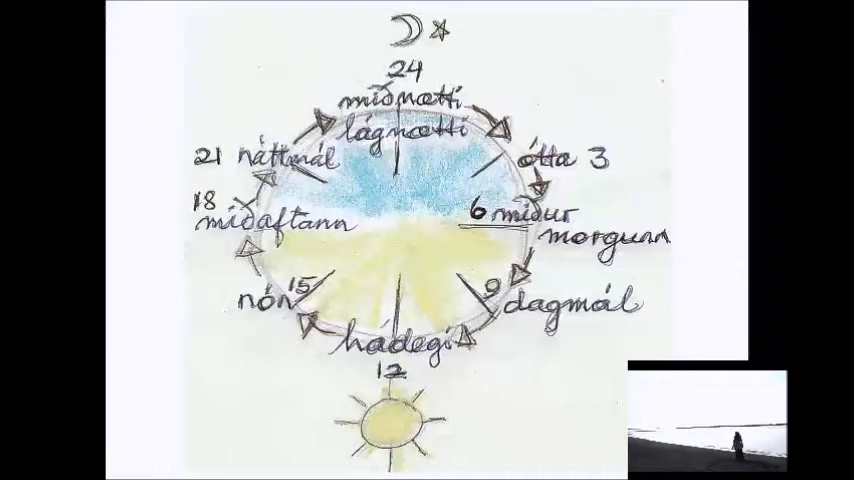 24
miðnætti
lágnætti
ótta 3
21 náttmál
18
miðaftann
6 miður
morgunn
nón 15
9 dagmál
hádegi
12